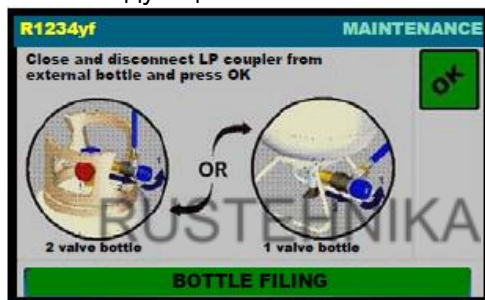 R1234yf MAINTENANCE
Close and disconnect LP coupler from
external bottle and press OK
OK
OR
RUSTEHNIKA
2 valve bottle 1 valve bottle
BOTTLE FILING